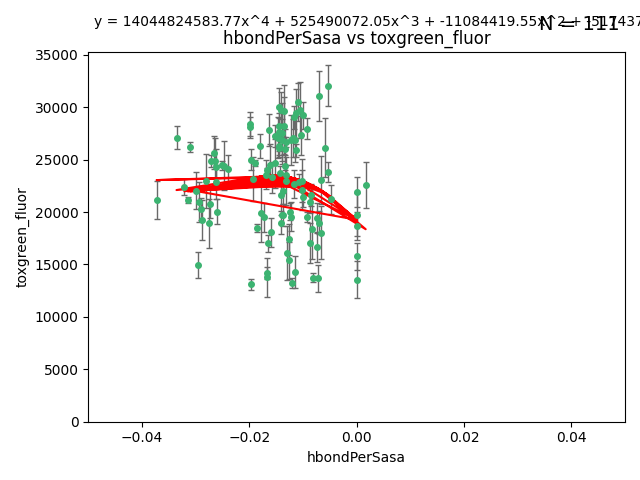 y = 14044824583.77x^4 + 525490072.05x^3 + -11084419.55x^2 +
N = 111
hbondPerSasa vs toxgreen_fluor
35000
30000
25000
20000
15000
10000
5000
0
toxgreen_fluor
−0.04 −0.02 0.00 0.02 0.04
hbondPerSasa